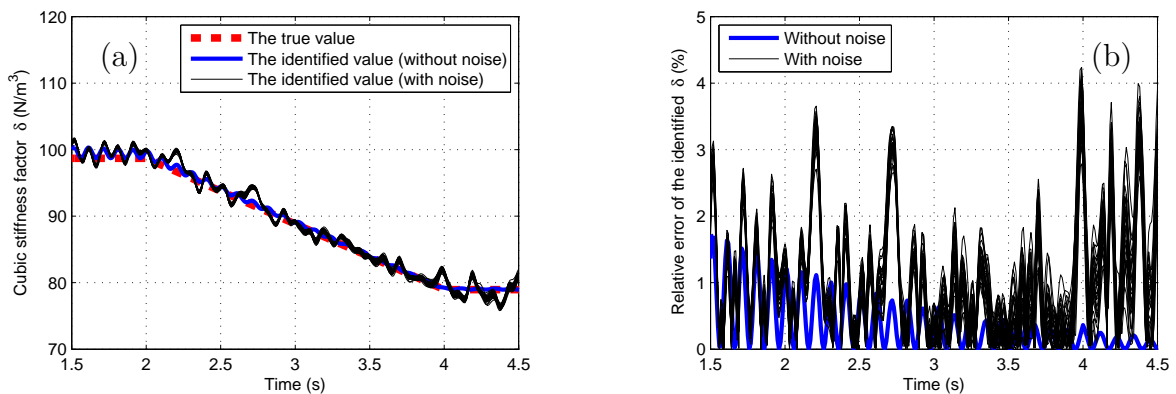 (a)
The true value
The identified value (without noise)
The identified value (with noise)
120
110
100
90
80
70
Cubic stiffness factor δ (N/m³)
1.5 2 2.5 3 3.5 4 4.5
Time (s)
(b)
Without noise
With noise
5
4
3
2
1
0
Relative error of the identified δ (%)
1.5 2 2.5 3 3.5 4 4.5
Time (s)